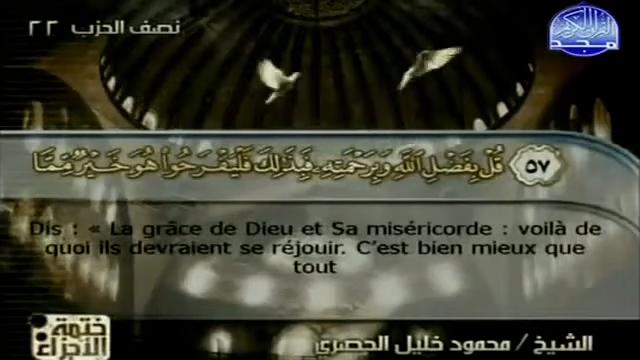 نصف الحزب ٢٢
القرآن الكريم
مجد
٥٧ قُلْ بِفَضْلِ ٱللَّهِ وَبِرَحْمَتِهِۦ فَبِذَٰلِكَ فَلْيَفْرَحُوا۟ هُوَ خَيْرٌ مِّمَّا
Dis : « La grâce de Dieu et Sa miséricorde : voilà de
quoi ils devraient se réjouir. C'est bien mieux que
tout
ختمة
الأجزاء
الشيخ / محمود خليل الحصري